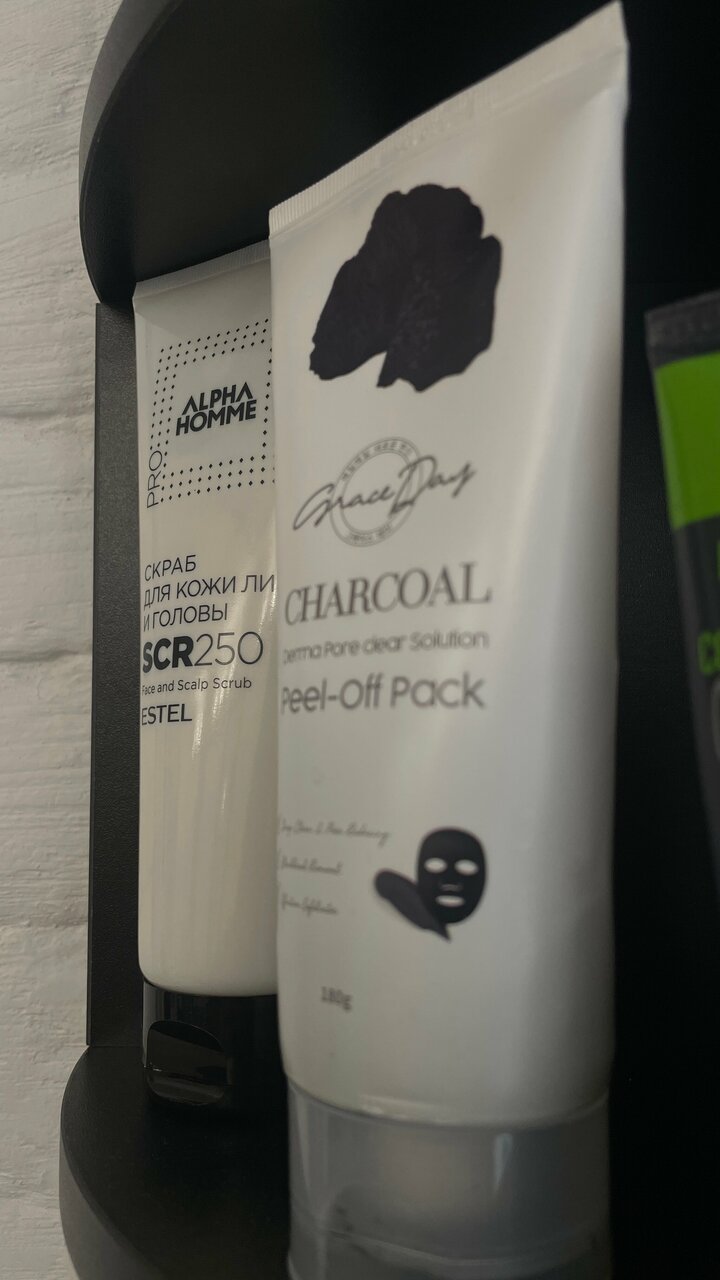 ALPHA
HOMME
PRO
СКРАБ
ДЛЯ КОЖИ ЛИ
И ГОЛОВЫ
SCR250
Face and Scalp Scrub
ESTEL
Grace Day
CHARCOAL
Derma Pore clear Solution
Peel-Off Pack
180g